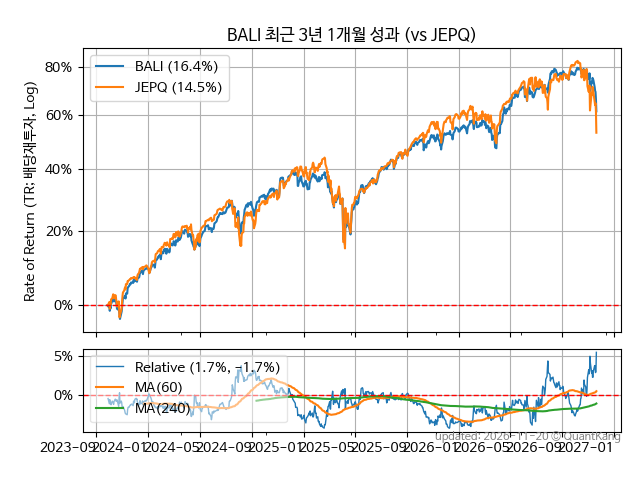 BALI 최근 3년 1개월 성과 (vs JEPQ)
Rate of Return (TR: 배당재투자, Log)
80%
60%
40%
20%
0%
BALI (16.4%)
JEPQ (14.5%)
5%
0%
Relative (1.7%, -1.7%)
MA(60)
MA(240)
2023-09 2024-01 2024-05 2024-09 2025-01 2025-05 2025-09 2026-01 2026-05 2026-09 2027-01
updated: 2026-11-20 © QuantKang